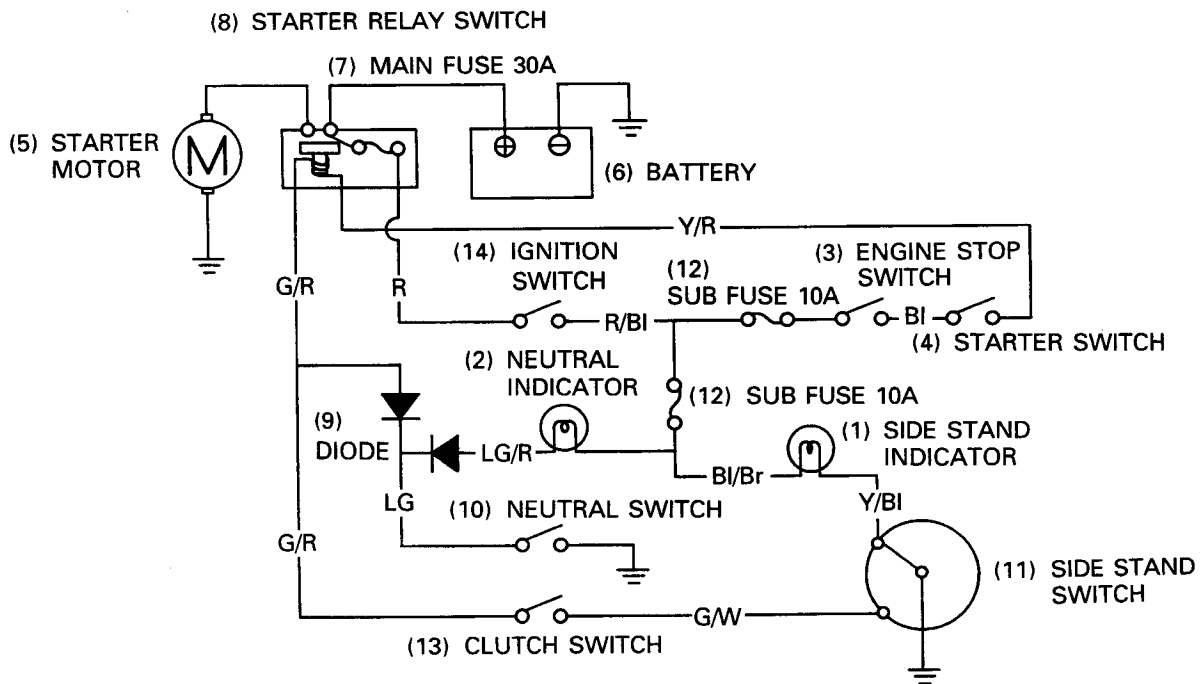 (8) STARTER RELAY SWITCH
(7) MAIN FUSE 30A
(5) STARTER
MOTOR
M
(6) BATTERY
Y/R
(14) IGNITION
SWITCH
(12)
SUB FUSE 10A
(3) ENGINE STOP
SWITCH
G/R
R
R/Bl
Bl
(4) STARTER SWITCH
(2) NEUTRAL
INDICATOR
(12) SUB FUSE 10A
(9)
DIODE
LG/R
(1) SIDE STAND
INDICATOR
Bl/Br
LG
Y/Bl
(10) NEUTRAL SWITCH
G/R
(11) SIDE STAND
SWITCH
G/W
(13) CLUTCH SWITCH